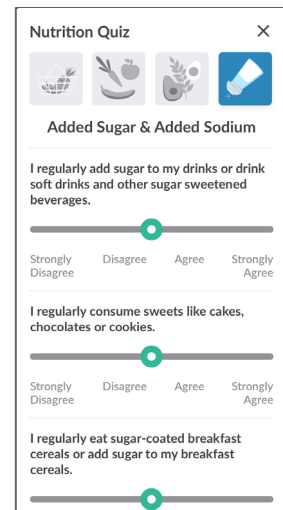 Nutrition Quiz
Added Sugar & Added Sodium
I regularly add sugar to my drinks or drink
soft drinks and other sugar sweetened
beverages.
Strongly Disagree Disagree Agree Strongly Agree
I regularly consume sweets like cakes,
chocolates or cookies.
Strongly Disagree Disagree Agree Strongly Agree
I regularly eat sugar-coated breakfast
cereals or add sugar to my breakfast
cereals.